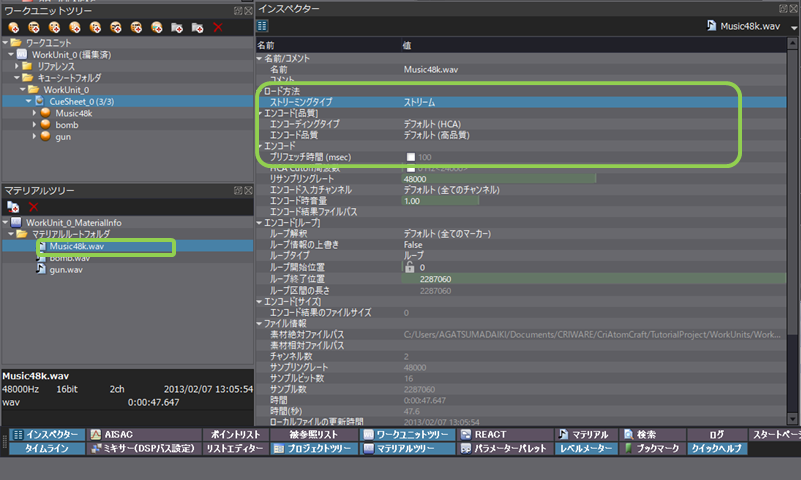 ワークユニットツリー
ワークユニット
WorkUnit_0 (編集済)
リファレンス
キューシートフォルダ
WorkUnit_0
CueSheet_0 (3/3)
Music48k
bomb
gun
マテリアルツリー
WorkUnit_0_MaterialInfo
マテリアルルートフォルダ
Music48k.wav
bomb.wav
gun.wav
Music48k.wav
48000Hz 16bit 2ch 2013/02/07 13:05:54
wav 0:00:47.647
インスペクター
Music48k.wav
名前 値
名前/コメント
名前 Music48k.wav
コメント
ロード方法
ストリーミングタイプ ストリーム
エンコード[品質]
エンコーディングタイプ デフォルト (HCA)
エンコード品質 デフォルト (高品質)
エンコード
プリフェッチ時間 (msec) 100
HCA Cutoff周波数
リサンプリングレート 48000
エンコード入力チャンネル デフォルト (全てのチャンネル)
エンコード時音量 1.00
エンコード結果ファイルパス
エンコード[ループ]
ループ解釈 デフォルト (全てのマーカー)
ループ情報の上書き False
ループタイプ ループ
ループ開始位置 0
ループ終了位置 2287060
ループ区間の長さ 2287060
エンコード[サイズ]
エンコード結果のファイルサイズ 0
ファイル情報
素材絶対ファイルパス C:/Users/AGATSUMADAIKI/Documents/CRIWARE/CriAtomCraft/TutorialProject/WorkUnits/Work...
素材相対ファイルパス
チャンネル数 2
サンプリングレート 48000
サンプルビット数 16
サンプル数 2287060
時間 0:00:47.647
時間(秒) 47.6
ローカルファイルの更新時間 2013/02/07 13:05:54
インスペクター AISAC ポイントリスト 被参照リスト ワークユニットツリー REACT マテリアル 検索 ログ スタートペー
タイムライン ミキサー(DSPバス設定) リストエディター プロジェクトツリー マテリアルツリー パラメーターパレット レベルメーター ブックマーク クイックヘルプ